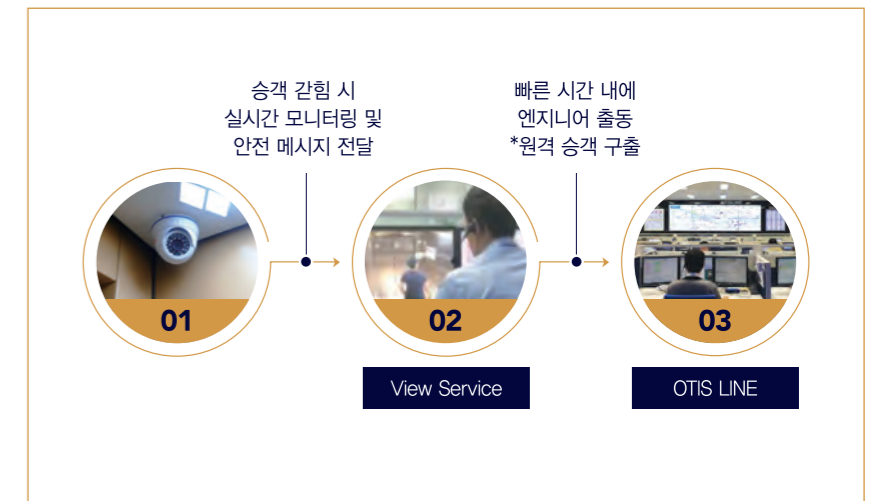 승객 갇힘 시
실시간 모니터링 및
안전 메시지 전달
빠른 시간 내에
엔지니어 출동
*원격 승객 구출
01
02
03
View Service
OTIS LINE